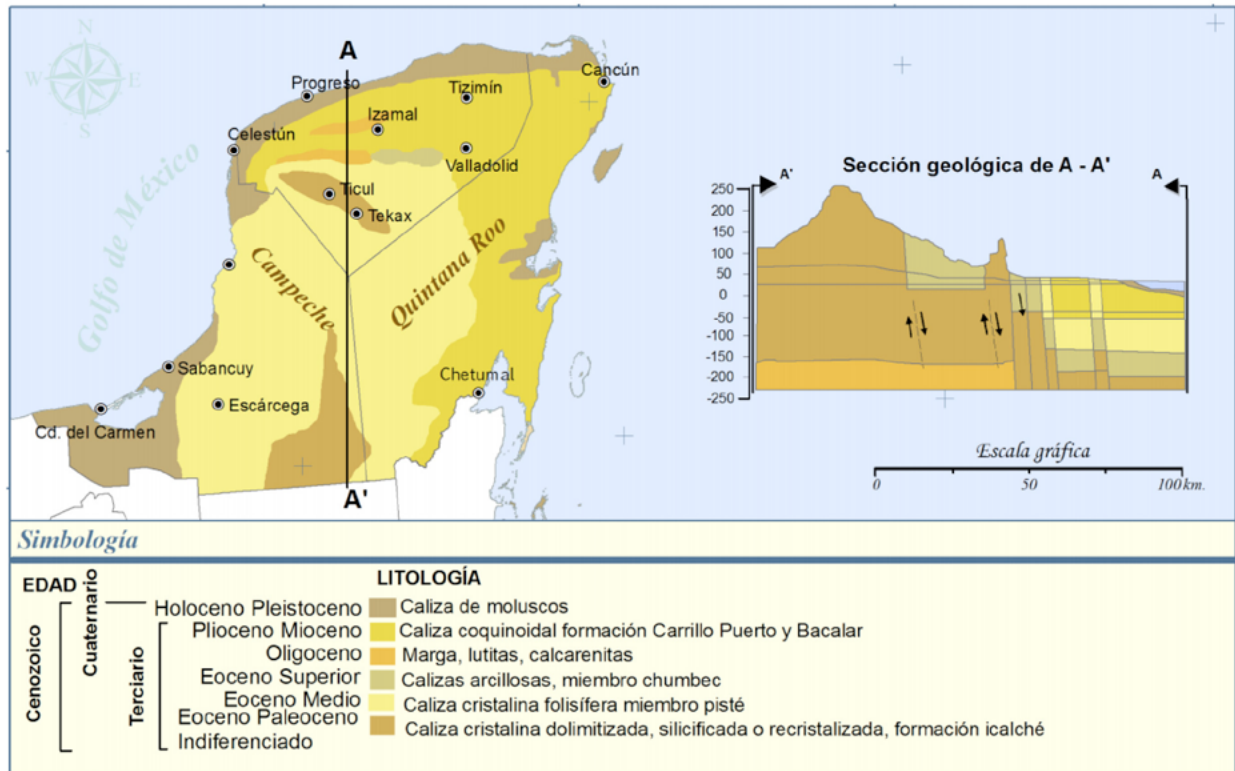 N
W E
S
Golfo de México
A
Progreso
Cancún
Tizimín
Izamal
Celestún
Valladolid
Ticul
Tekax
Campeche
Quintana Roo
Sabancuy
Chetumal
Escárcega
Cd. del Carmen
A'
Sección geológica de A - A'
A'
A
250
200
150
100
50
0
-50
-100
-150
-200
-250
Escala gráfica
0 50 100 km.
Simbología
EDAD
LITOLOGÍA
Cenozoico
Cuaternario
Terciario
Holoceno Pleistoceno Caliza de moluscos
Plioceno Mioceno Caliza coquinoidal formación Carrillo Puerto y Bacalar
Oligoceno Marga, lutitas, calcarenitas
Eoceno Superior Calizas arcillosas, miembro chumbec
Eoceno Medio Caliza cristalina folisífera miembro pisté
Eoceno Paleoceno Caliza cristalina dolimitizada, silicificada o recristalizada, formación icalché
Indiferenciado